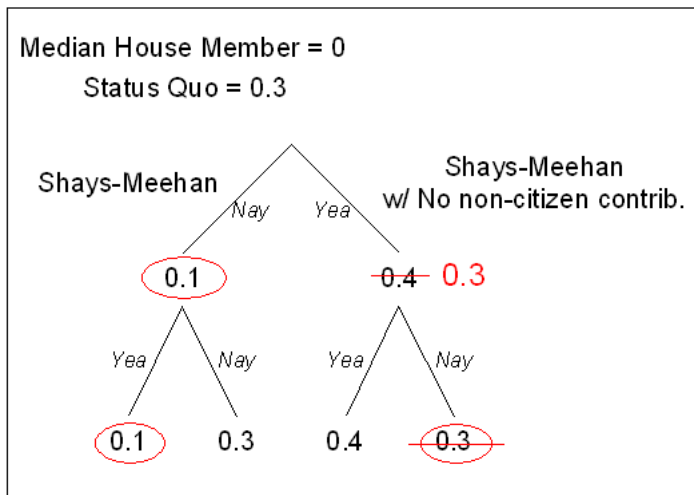 Median House Member = 0
Status Quo = 0.3
Shays-Meehan
Shays-Meehan
w/ No non-citizen contrib.
Nay
Yea
0.1
0.4 0.3
Yea
Nay
Yea
Nay
0.1
0.3
0.4
0.3